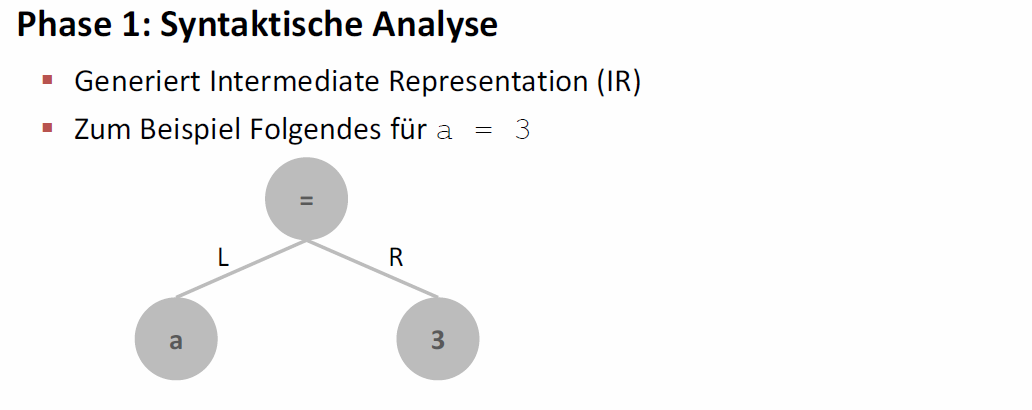 Phase 1: Syntaktische Analyse
▪ Generiert Intermediate Representation (IR)
▪ Zum Beispiel Folgendes für a = 3
=
L R
a 3